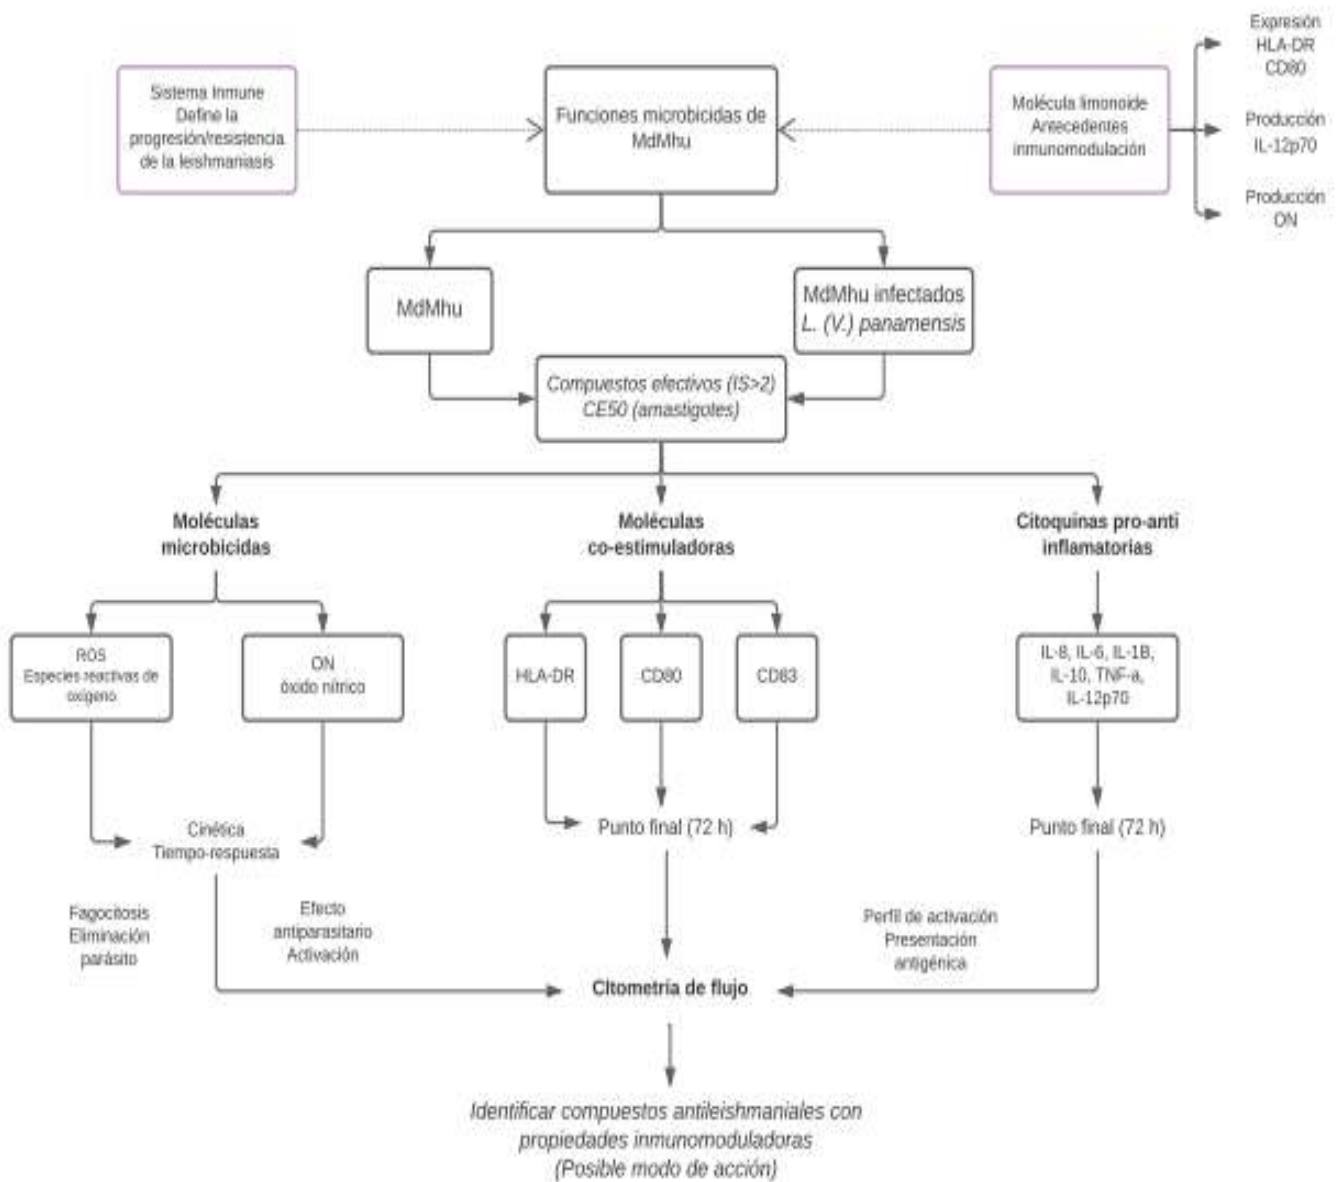 Expresión
HLA-DR
CD80
Sistema Inmune
Define la
progresión/resistencia
de la leishmaniasis
Funciones microbicidas de
MdMhu
Molécula limonoide
Antecedentes
inmunomodulación
Producción
IL-12p70
Producción
ON
MdMhu
MdMhu infectados
L. (V.) panamensis
Compuestos efectivos (IS>2)
CE50 (amastigotes)
Moléculas
microbicidas
Moléculas
co-estimuladoras
Citoquinas pro-anti
inflamatorias
ROS
Especies reactivas de
oxígeno
ON
óxido nítrico
HLA-DR
CD80
CD83
IL-8, IL-6, IL-1B,
IL-10, TNF-a,
IL-12p70
Cinética
Tiempo-respuesta
Punto final (72 h)
Punto final (72 h)
Fagocitosis
Eliminación
parásito
Efecto
antiparasitario
Activación
Perfil de activación
Presentación
antigénica
CItometría de flujo
Identificar compuestos antileishmaniales con
propiedades inmunomoduladoras
(Posible modo de acción)